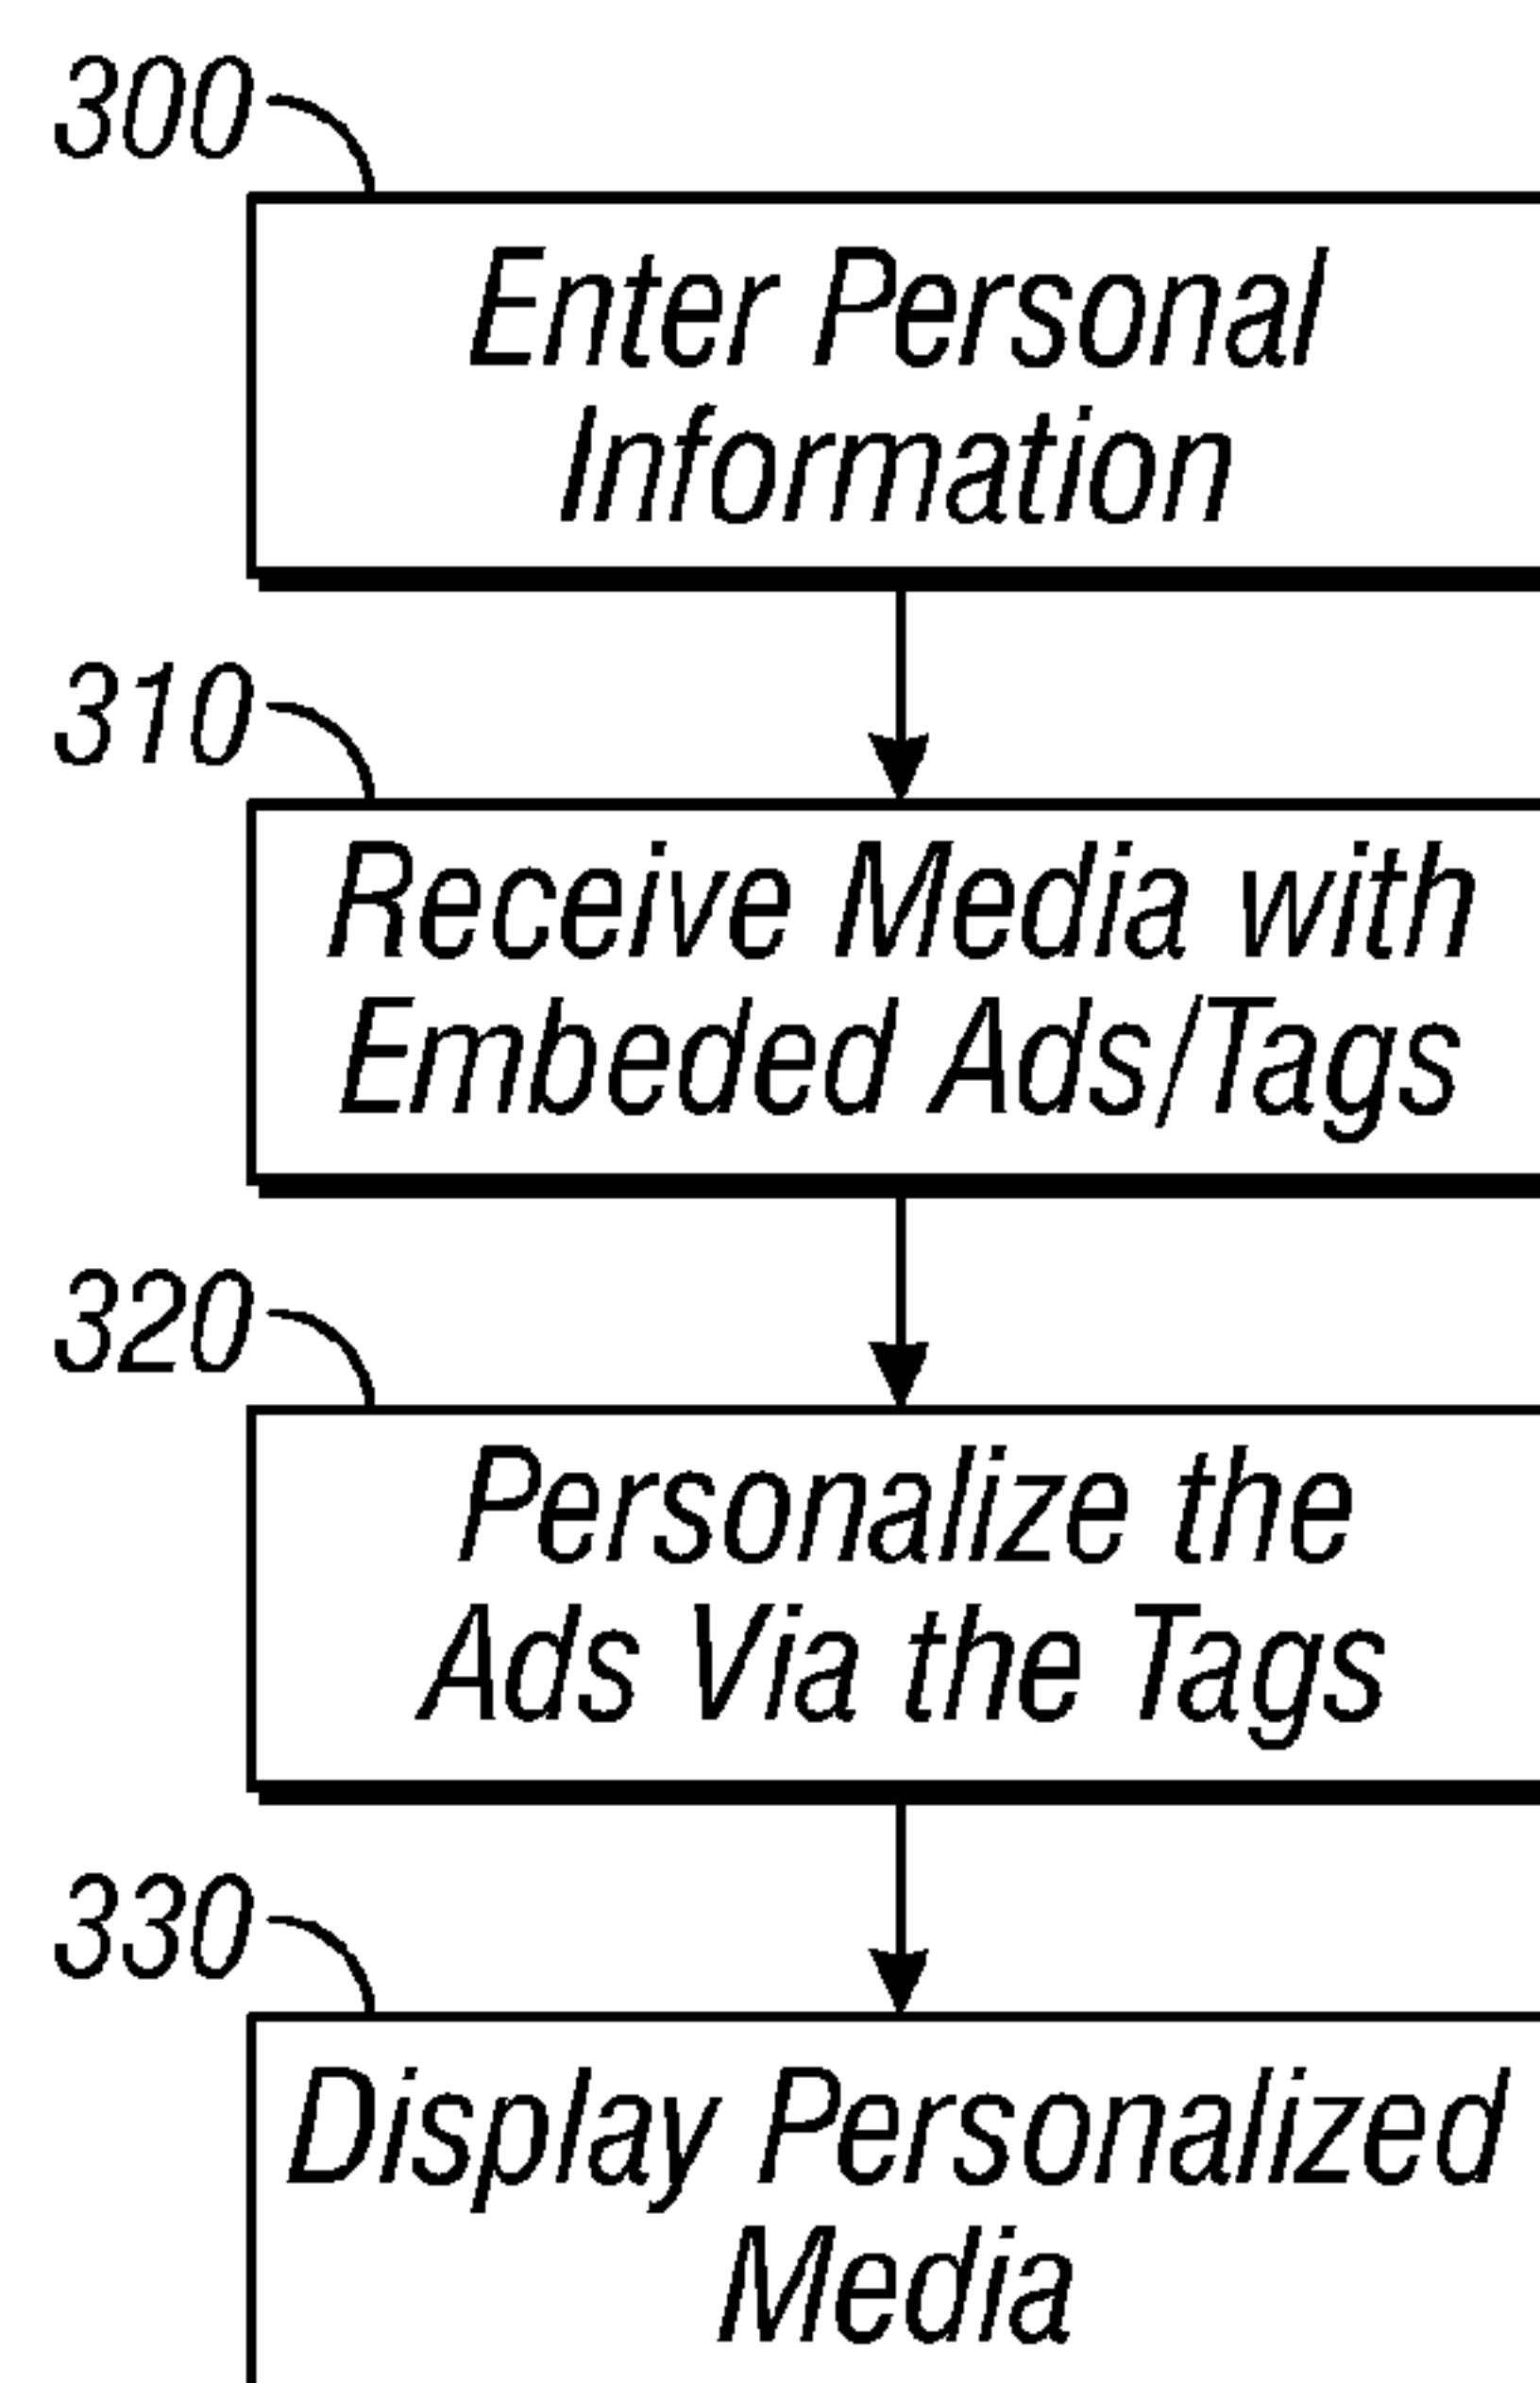 300
Enter Personal
Information
310
Receive Media with
Embeded Ads/Tags
320
Personalize the
Ads Via the Tags
330
Display Personalized
Media